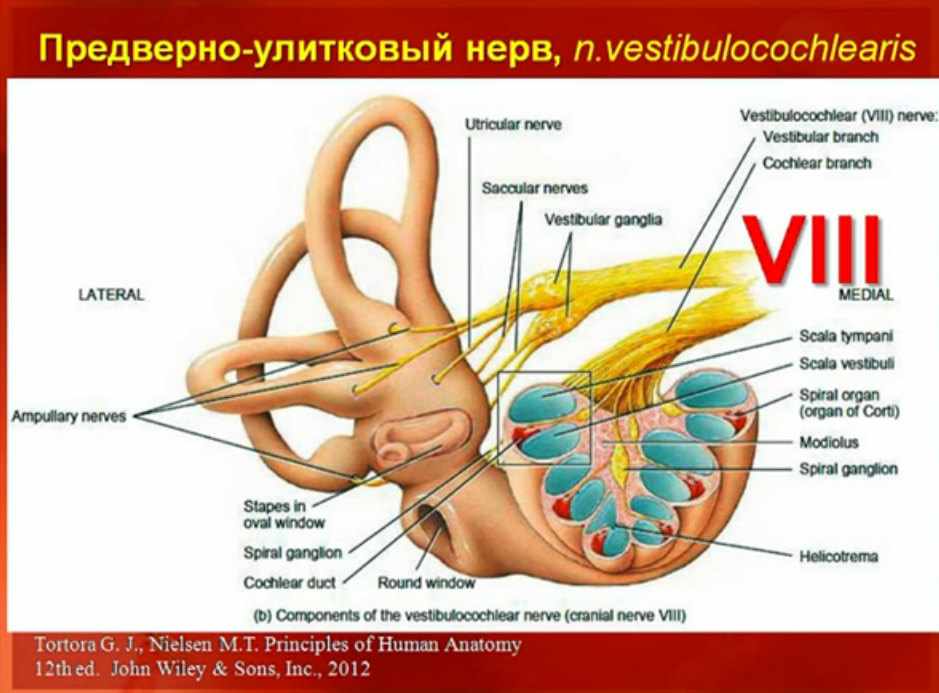 Предверно-улитковый нерв, n.vestibulocochlearis
Utricular nerve
Vestibulocochlear (VIII) nerve:
Vestibular branch
Cochlear branch
Saccular nerves
Vestibular ganglia
VIII
LATERAL
MEDIAL
Scala tympani
Scala vestibuli
Spiral organ
(organ of Corti)
Ampullary nerves
Modiolus
Spiral ganglion
Stapes in
oval window
Spiral ganglion
Helicotrema
Cochlear duct
Round window
(b) Components of the vestibulocochlear nerve (cranial nerve VIII)
Tortora G. J., Nielsen M.T. Principles of Human Anatomy
12th ed. John Wiley & Sons, Inc., 2012